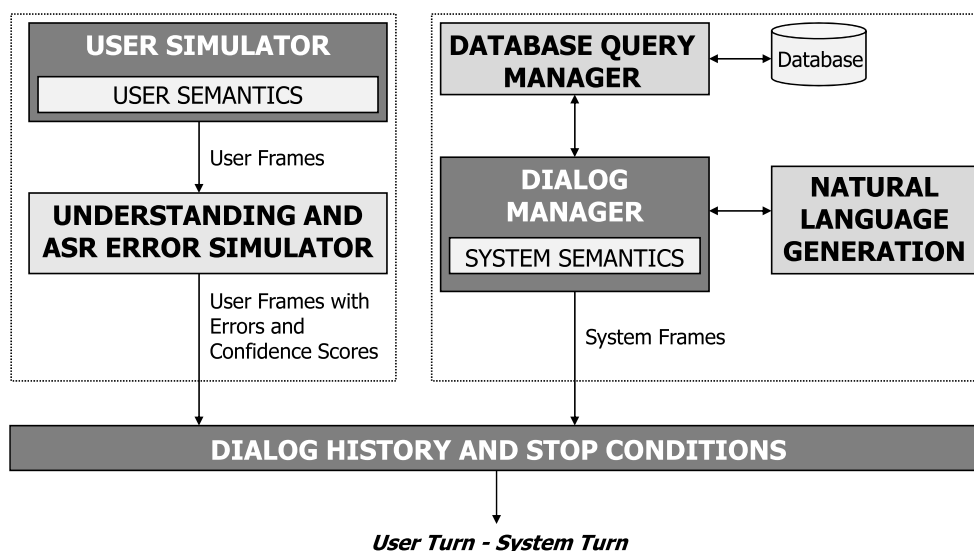 USER SIMULATOR
USER SEMANTICS
User Frames
UNDERSTANDING AND
ASR ERROR SIMULATOR
User Frames with
Errors and
Confidence Scores
DATABASE QUERY
MANAGER
Database
DIALOG
MANAGER
SYSTEM SEMANTICS
NATURAL
LANGUAGE
GENERATION
System Frames
DIALOG HISTORY AND STOP CONDITIONS
User Turn - System Turn